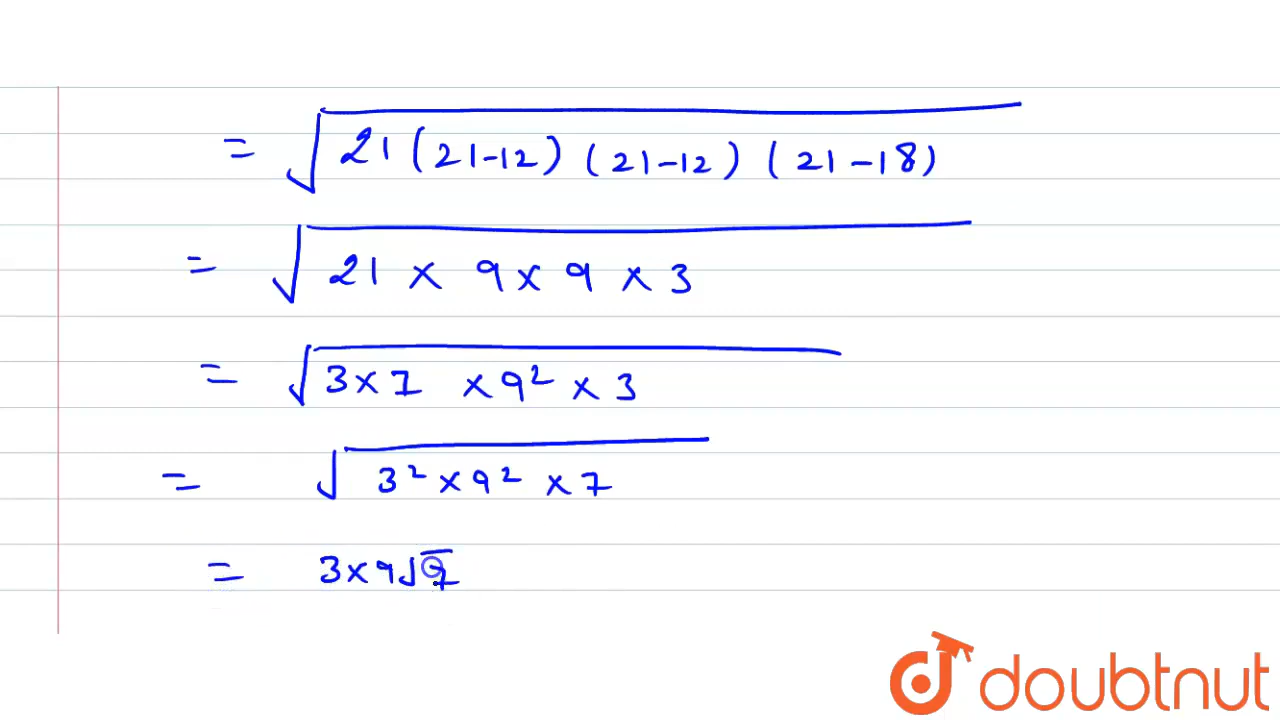 = √21 (21-12) (21-12) (21-18)
= √21 × 9 × 9 × 3
= √3 × 7 × 9² × 3
= √3² × 9² × 7
= 3 × 9√7
doubtnut